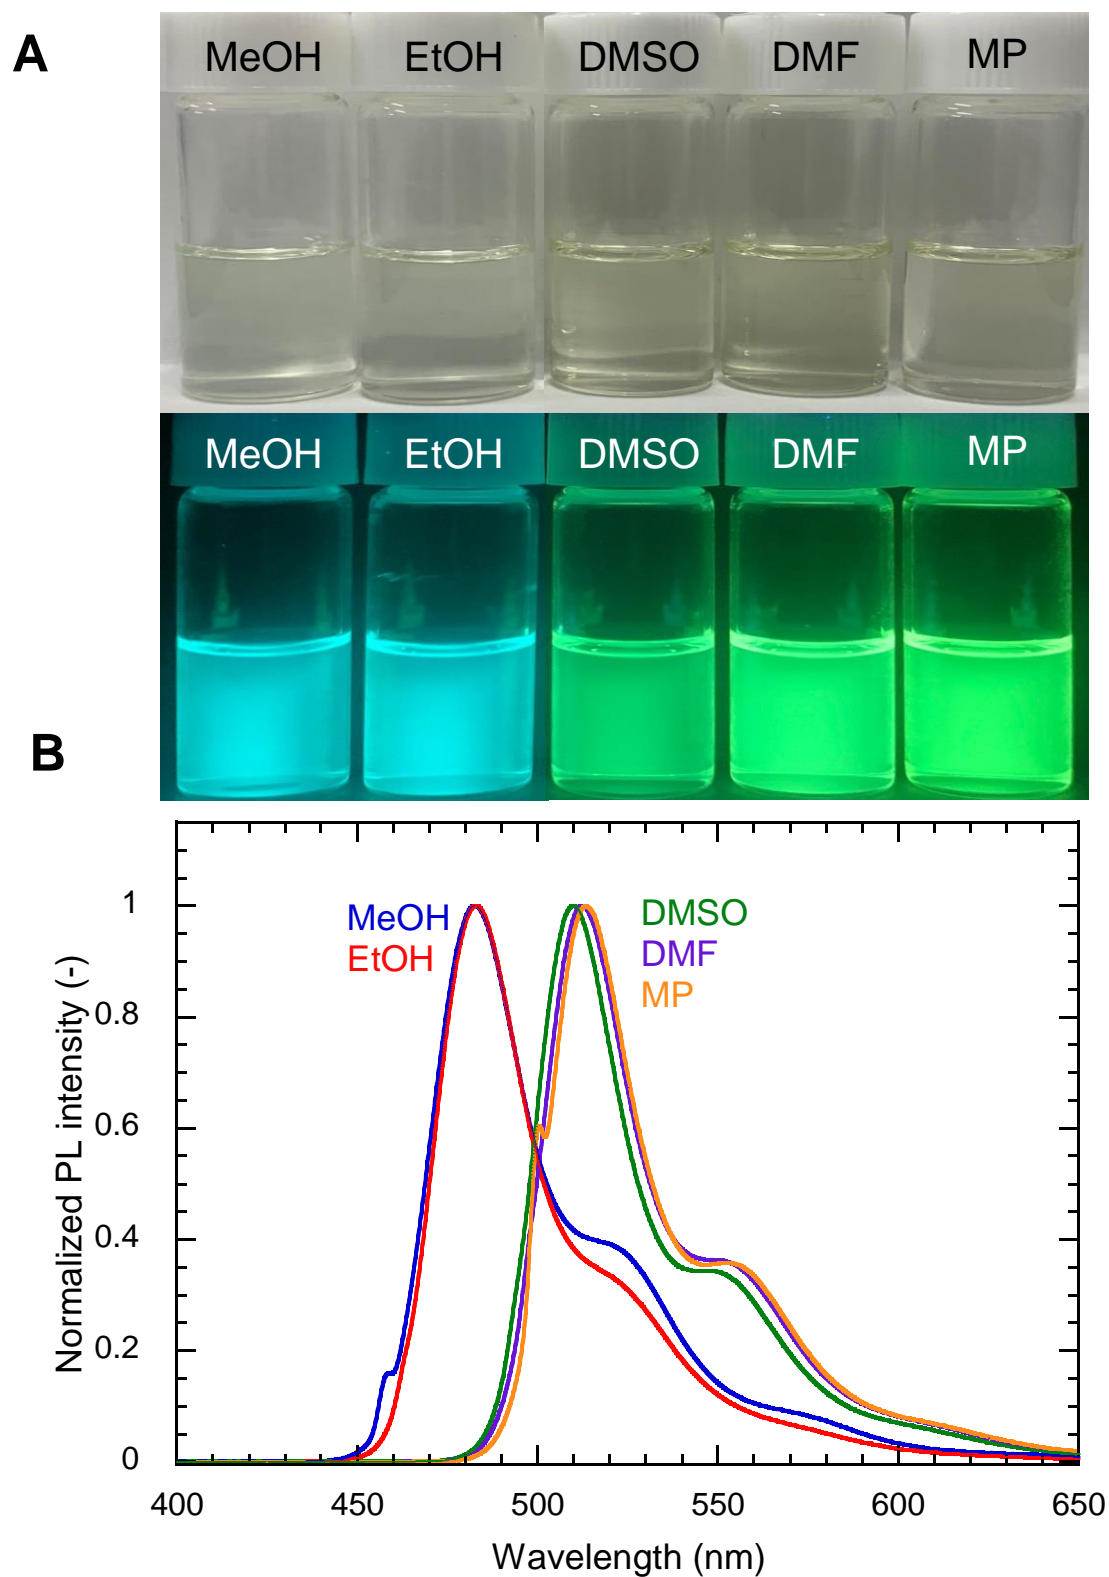 A
MeOH EtOH DMSO DMF MP
MeOH EtOH DMSO DMF MP
B
MeOH
EtOH
DMSO
DMF
MP
Normalized PL intensity (-)
1
0.8
0.6
0.4
0.2
0
400 450 500 550 600 650
Wavelength (nm)